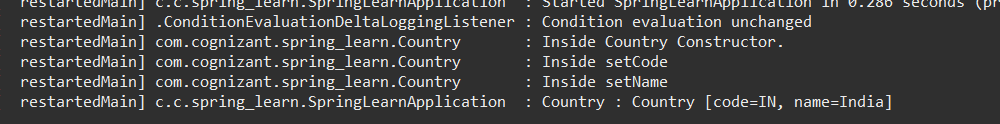 restartedMain] c.c.spring_learn.SpringLearnApplication : Started SpringLearnApplication in 0.286 seconds (pr
restartedMain] .ConditionEvaluationDeltaLoggingListener : Condition evaluation unchanged
restartedMain] com.cognizant.spring_learn.Country : Inside Country Constructor.
restartedMain] com.cognizant.spring_learn.Country : Inside setCode
restartedMain] com.cognizant.spring_learn.Country : Inside setName
restartedMain] c.c.spring_learn.SpringLearnApplication : Country : Country [code=IN, name=India]